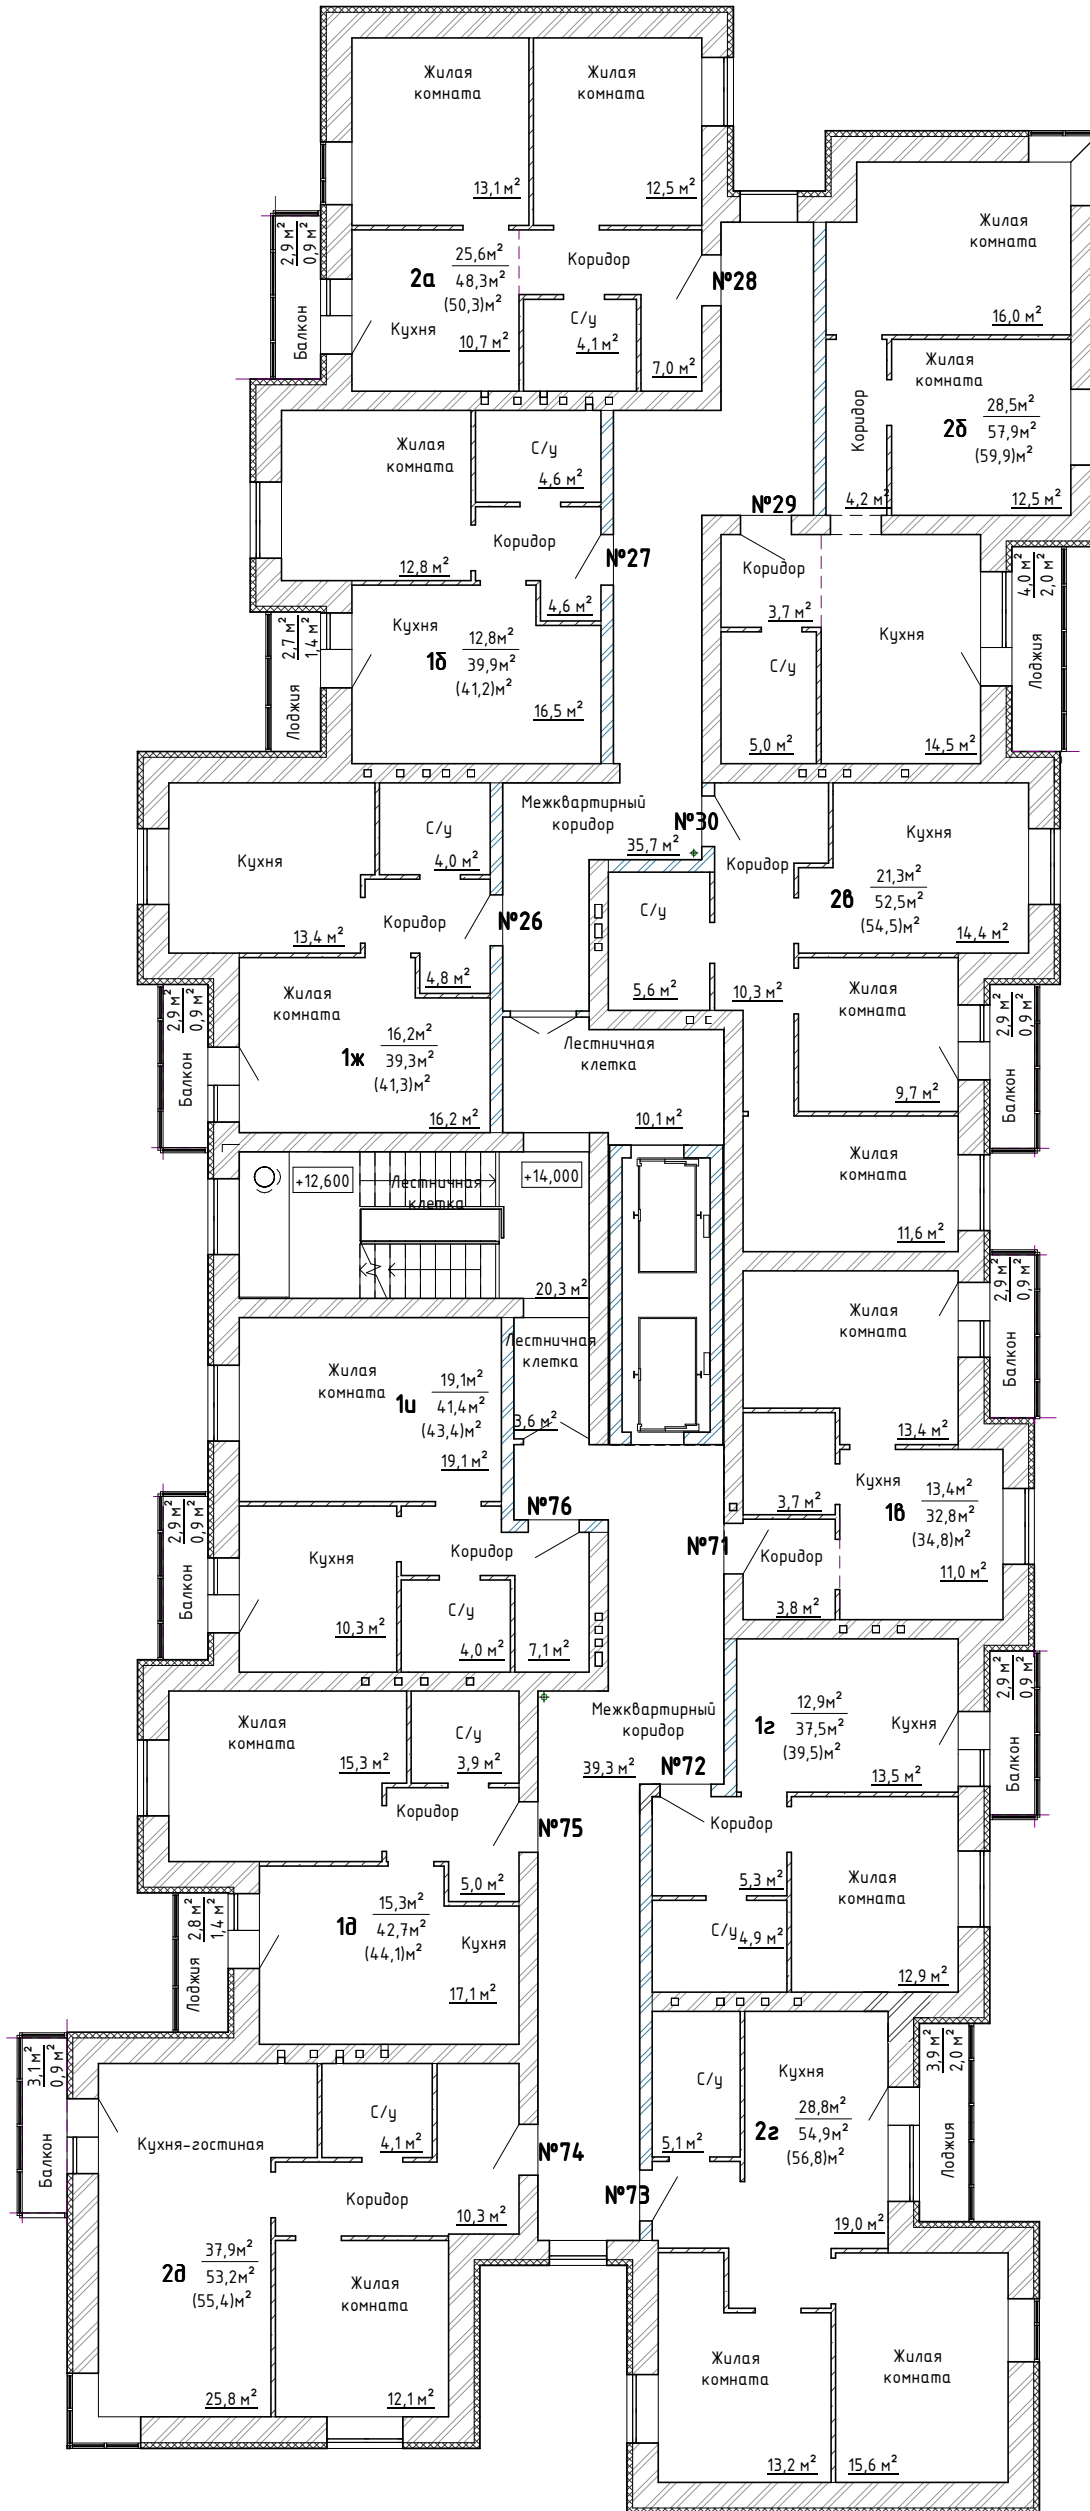 Жилая
комната
13,1 м²
Жилая
комната
12,5 м²
2,9 м²
0,9 м²
Балкон
2а
25,6м²
48,3м²
(50,3)м²
Кухня
10,7 м²
Коридор
С/у
4,1 м²
7,0 м²
№28
Жилая
комната
16,0 м²
Жилая
комната
2б
28,5м²
57,9м²
(59,9)м²
12,5 м²
Коридор
4,2 м²
Жилая
комната
12,8 м²
С/у
4,6 м²
Коридор
4,6 м²
№27
№29
Коридор
3,7 м²
С/у
5,0 м²
Кухня
14,5 м²
4,0 м²
2,0 м²
Лоджия
2,7 м²
1,4 м²
Лоджия
Кухня
1б
12,8м²
39,9м²
(41,2)м²
16,5 м²
Межквартирный
коридор
35,7 м²
№30
Кухня
13,4 м²
С/у
4,0 м²
Коридор
4,8 м²
№26
Коридор
С/у
5,6 м²
10,3 м²
Кухня
2в
21,3м²
52,5м²
(54,5)м²
14,4 м²
2,9 м²
0,9 м²
Балкон
Жилая
комната
1ж
16,2м²
39,3м²
(41,3)м²
16,2 м²
Лестничная
клетка
10,1 м²
Жилая
комната
9,7 м²
2,9 м²
0,9 м²
Балкон
Жилая
комната
11,6 м²
+12,600
Лестничная
клетка
+14,000
20,3 м²
Лестничная
клетка
3,6 м²
Жилая
комната
1и
19,1м²
41,4м²
(43,4)м²
19,1 м²
Жилая
комната
13,4 м²
2,9 м²
0,9 м²
Балкон
№76
2,9 м²
0,9 м²
Балкон
Кухня
10,3 м²
Коридор
С/у
4,0 м²
7,1 м²
№71
3,7 м²
Кухня
1в
13,4м²
32,8м²
(34,8)м²
11,0 м²
Коридор
3,8 м²
Межквартирный
коридор
39,3 м²
№72
1г
12,9м²
37,5м²
(39,5)м²
Кухня
13,5 м²
2,9 м²
0,9 м²
Балкон
Жилая
комната
15,3 м²
С/у
3,9 м²
Коридор
5,0 м²
№75
Коридор
5,3 м²
С/у
4,9 м²
Жилая
комната
12,9 м²
2,8 м²
1,4 м²
Лоджия
1д
15,3м²
42,7м²
(44,1)м²
Кухня
17,1 м²
3,1 м²
0,9 м²
Балкон
Кухня-гостиная
С/у
4,1 м²
Коридор
10,3 м²
№74
№73
С/у
5,1 м²
Кухня
2г
28,8м²
54,9м²
(56,8)м²
19,0 м²
3,9 м²
2,0 м²
Лоджия
2д
37,9м²
53,2м²
(55,4)м²
25,8 м²
Жилая
комната
12,1 м²
Жилая
комната
13,2 м²
Жилая
комната
15,6 м²